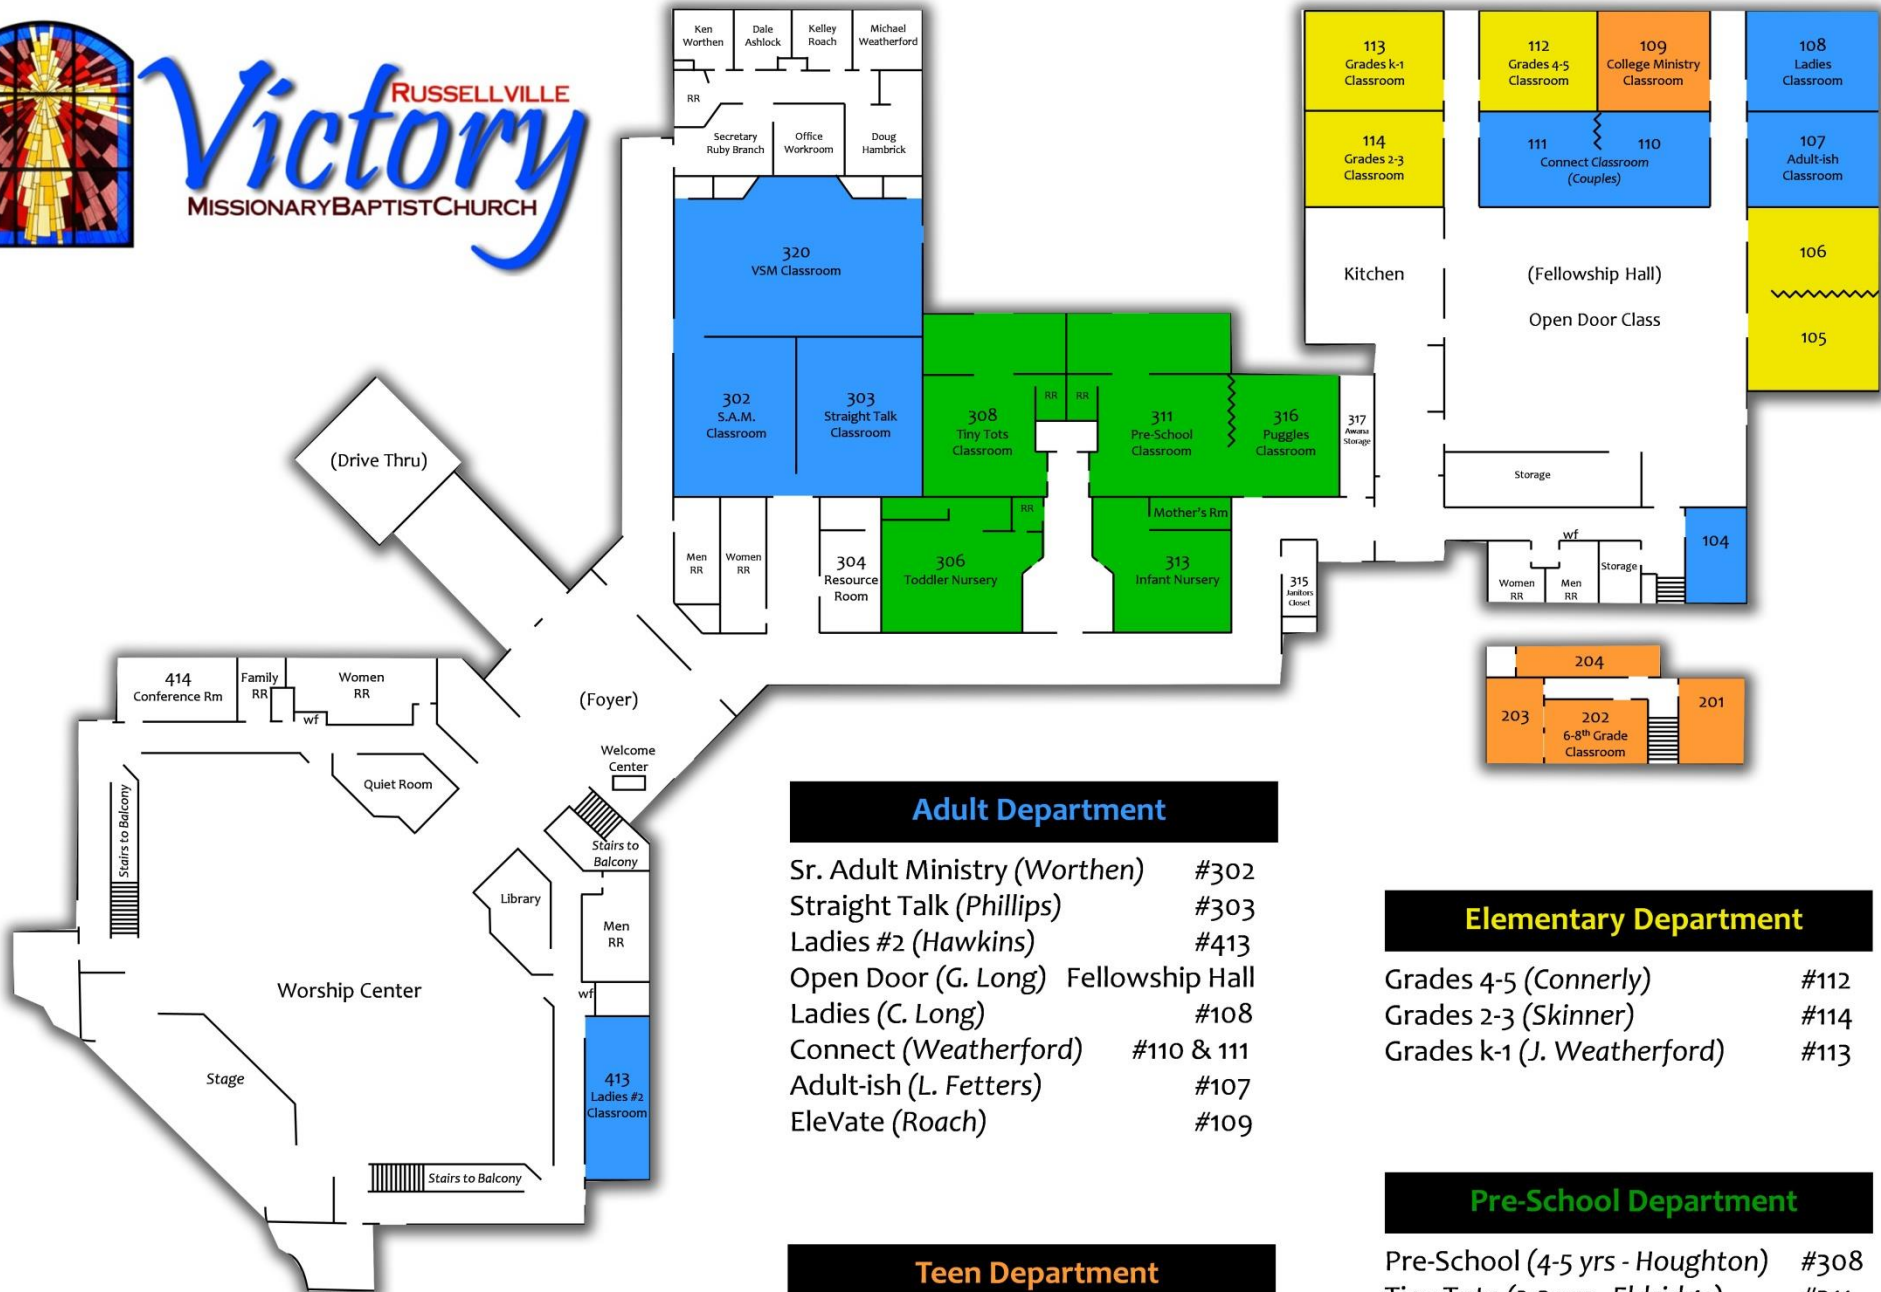 RUSSELLVILLE
Victory
MISSIONARYBAPTISTCHURCH
Ken
Worthen
Dale
Ashlock
Kelley
Roach
Michael
Weatherford
RR
Secretary
Ruby Branch
Office
Workroom
Doug
Hambrick
320
VSM Classroom
302
S.A.M.
Classroom
303
Straight Talk
Classroom
308
Tiny Tots
Classroom
RR
RR
311
Pre-School
Classroom
316
Puggles
Classroom
317
Awana
Storage
Men
RR
Women
RR
304
Resource
Room
306
Toddler Nursery
RR
Mother's Rm
313
Infant Nursery
315
Janitors
Closet
113
Grades k-1
Classroom
112
Grades 4-5
Classroom
109
College Ministry
Classroom
108
Ladies
Classroom
114
Grades 2-3
Classroom
111
110
Connect Classroom
(Couples)
107
Adult-ish
Classroom
Kitchen
(Fellowship Hall)
Open Door Class
106
105
Storage
wf
104
Women
RR
Men
RR
Storage
204
203
202
6-8th Grade
Classroom
201
(Drive Thru)
(Foyer)
Welcome
Center
414
Conference Rm
Family
RR
Women
RR
wf
Quiet Room
Stairs to Balcony
Stairs to
Balcony
Library
Men
RR
wf
Worship Center
Stage
413
Ladies #2
Classroom
Stairs to Balcony
Adult Department
Sr. Adult Ministry (Worthen) #302
Straight Talk (Phillips) #303
Ladies #2 (Hawkins) #413
Open Door (G. Long) Fellowship Hall
Ladies (C. Long) #108
Connect (Weatherford) #110 & 111
Adult-ish (L. Fetters) #107
EleVate (Roach) #109
Elementary Department
Grades 4-5 (Connerly) #112
Grades 2-3 (Skinner) #114
Grades k-1 (J. Weatherford) #113
Teen Department
Pre-School Department
Pre-School (4-5 yrs - Houghton) #308